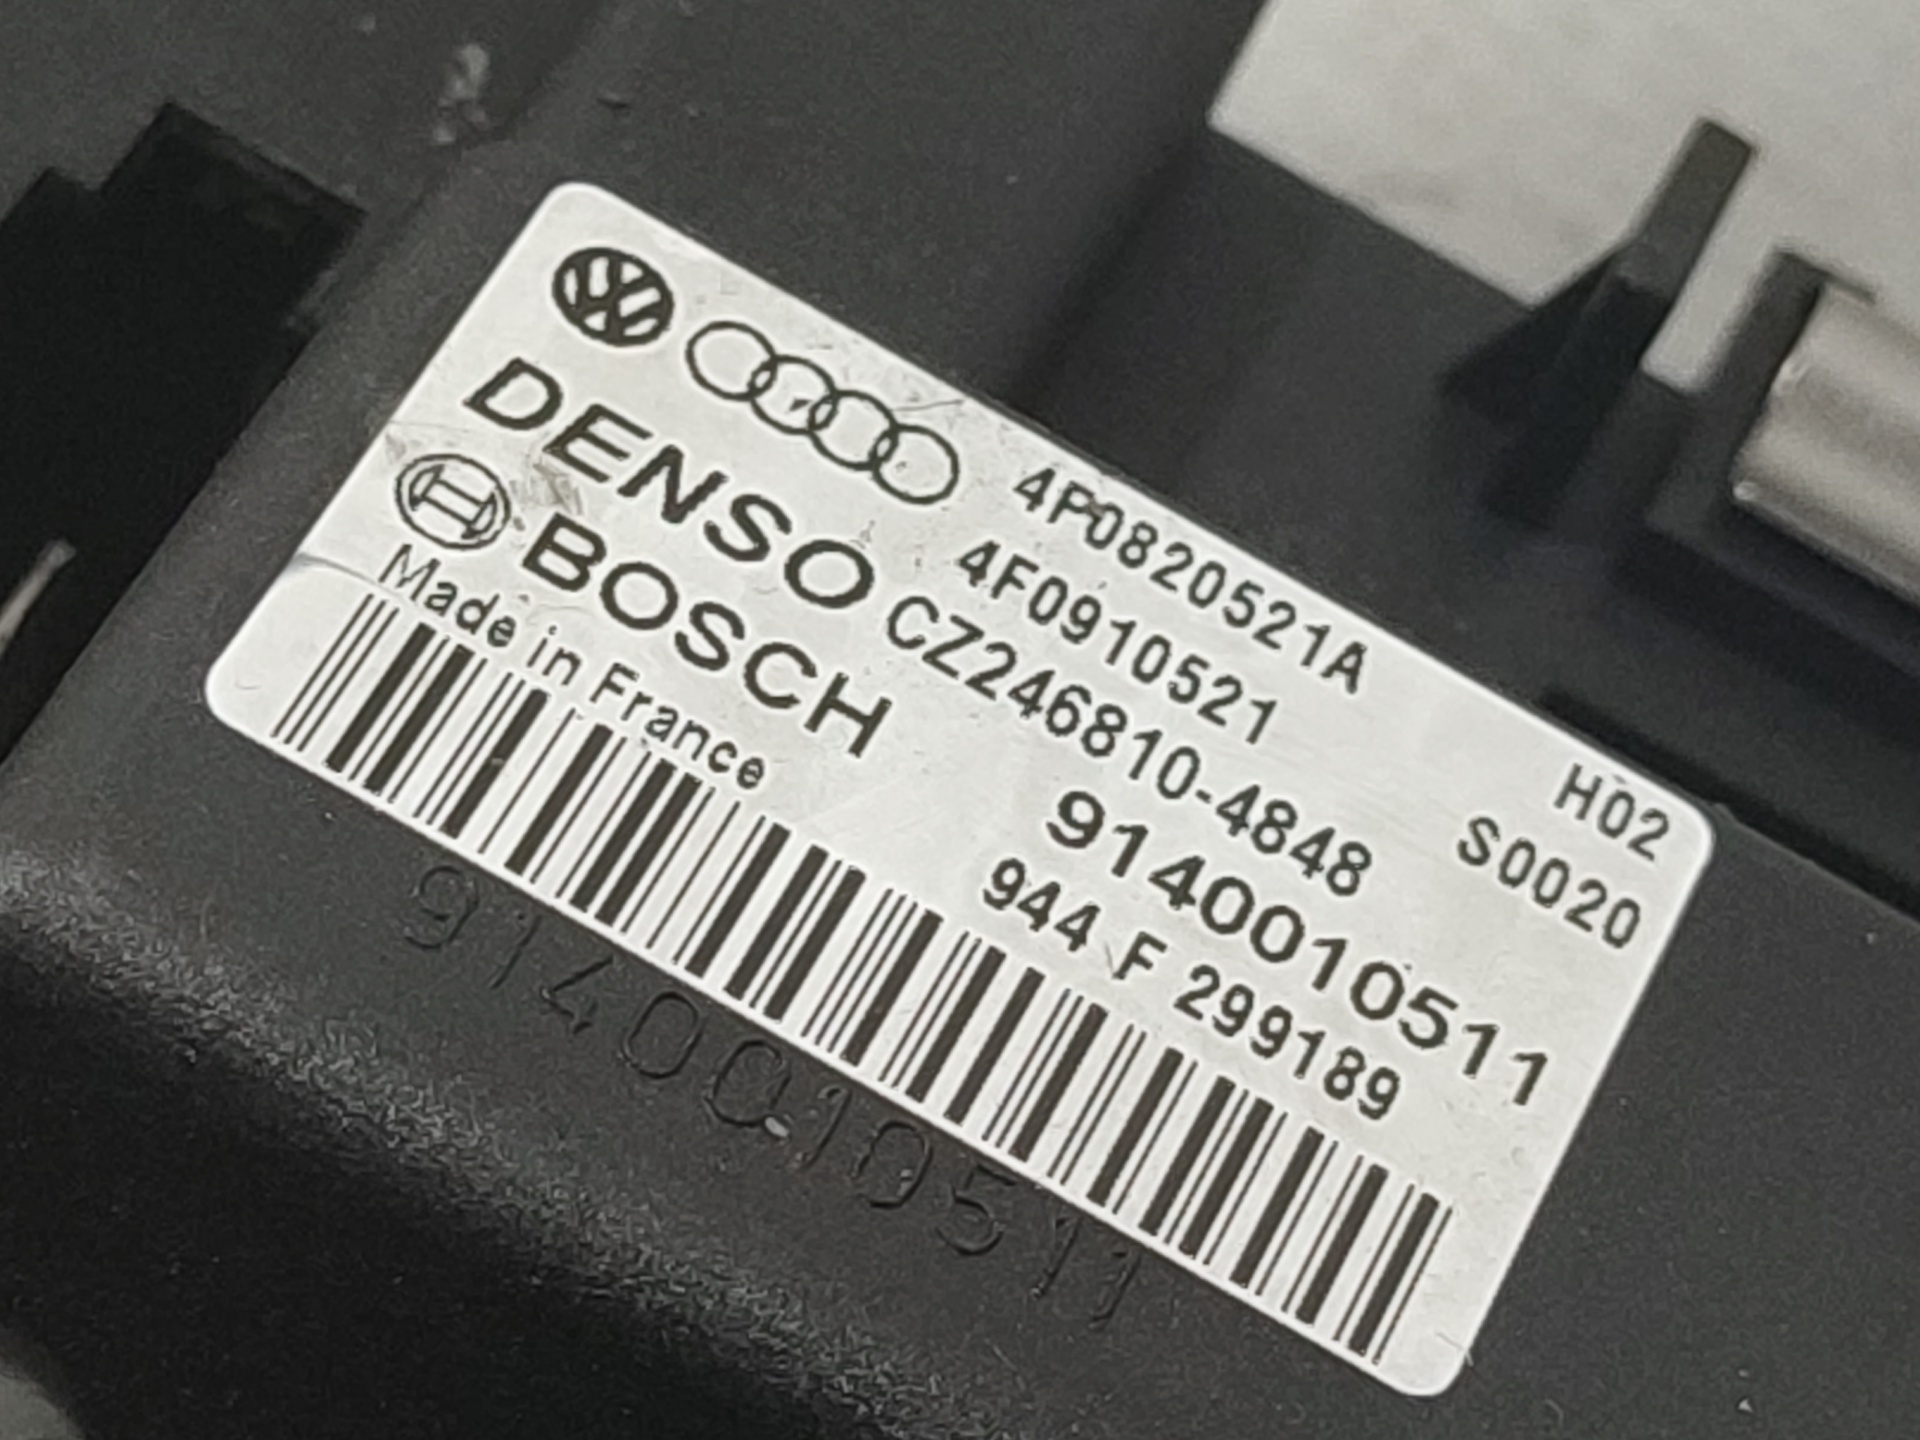 4P0820521A
4F0910521 H02
DENSO CZ246810-4848 S0020
BOSCH 9140010511
Made in France 944 F 299189
9140010511